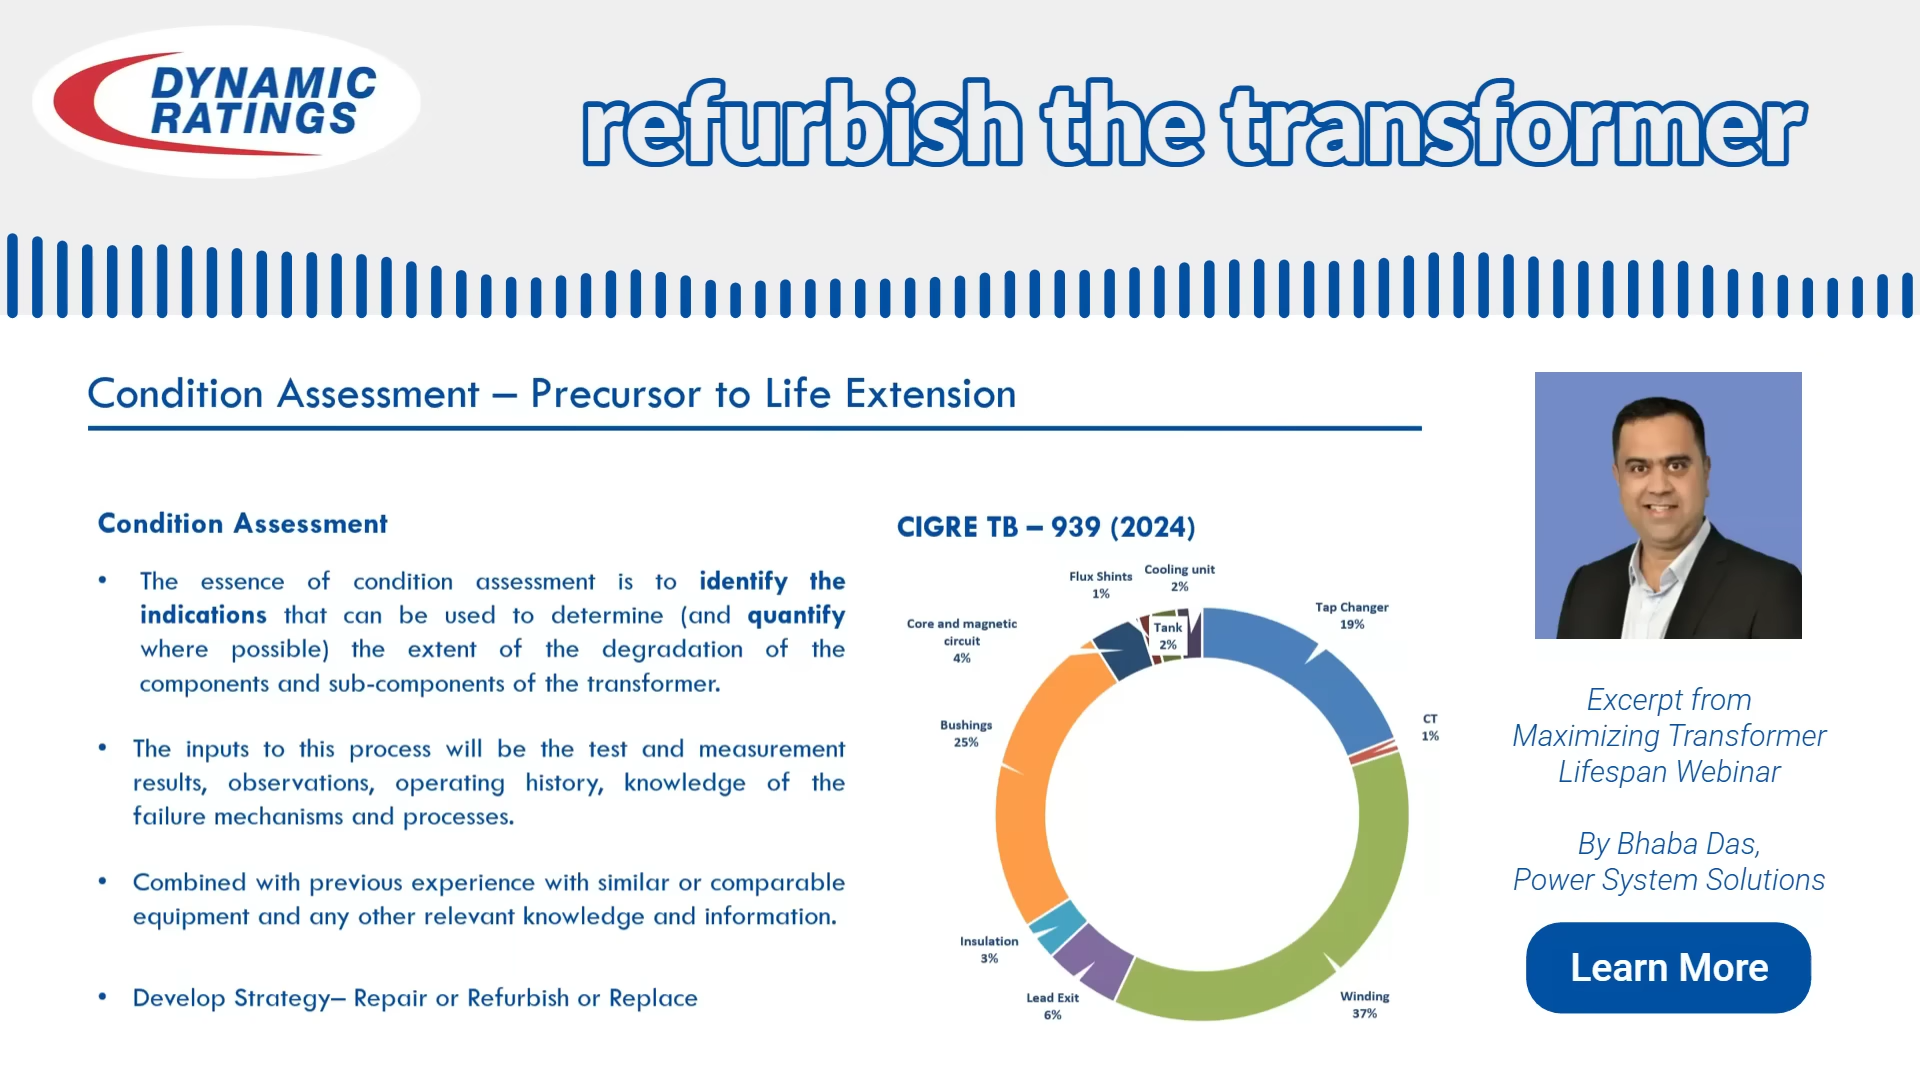 DYNAMIC
RATINGS
refurbish the transformer
Condition Assessment – Precursor to Life Extension
Condition Assessment
• The essence of condition assessment is to identify the
indications that can be used to determine (and quantify
where possible) the extent of the degradation of the
components and sub-components of the transformer.
• The inputs to this process will be the test and measurement
results, observations, operating history, knowledge of the
failure mechanisms and processes.
• Combined with previous experience with similar or comparable
equipment and any other relevant knowledge and information.
• Develop Strategy– Repair or Refurbish or Replace
CIGRE TB – 939 (2024)
Flux Shints
1%
Cooling unit
2%
Tap Changer
19%
Core and magnetic
circuit
4%
Tank
2%
Bushings
25%
CT
1%
Insulation
3%
Lead Exit
6%
Winding
37%
Excerpt from
Maximizing Transformer
Lifespan Webinar
By Bhaba Das,
Power System Solutions
Learn More